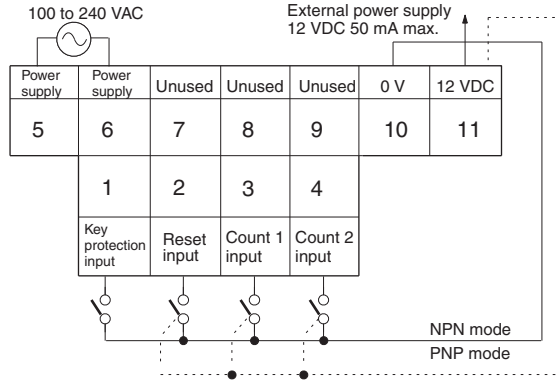 100 to 240 VAC
External power supply
12 VDC 50 mA max.
Power
supply
Power
supply
Unused
Unused
Unused
0 V
12 VDC
5
6
7
8
9
10
11
1
2
3
4
Key
protection
input
Reset
input
Count 1
input
Count 2
input
NPN mode
PNP mode